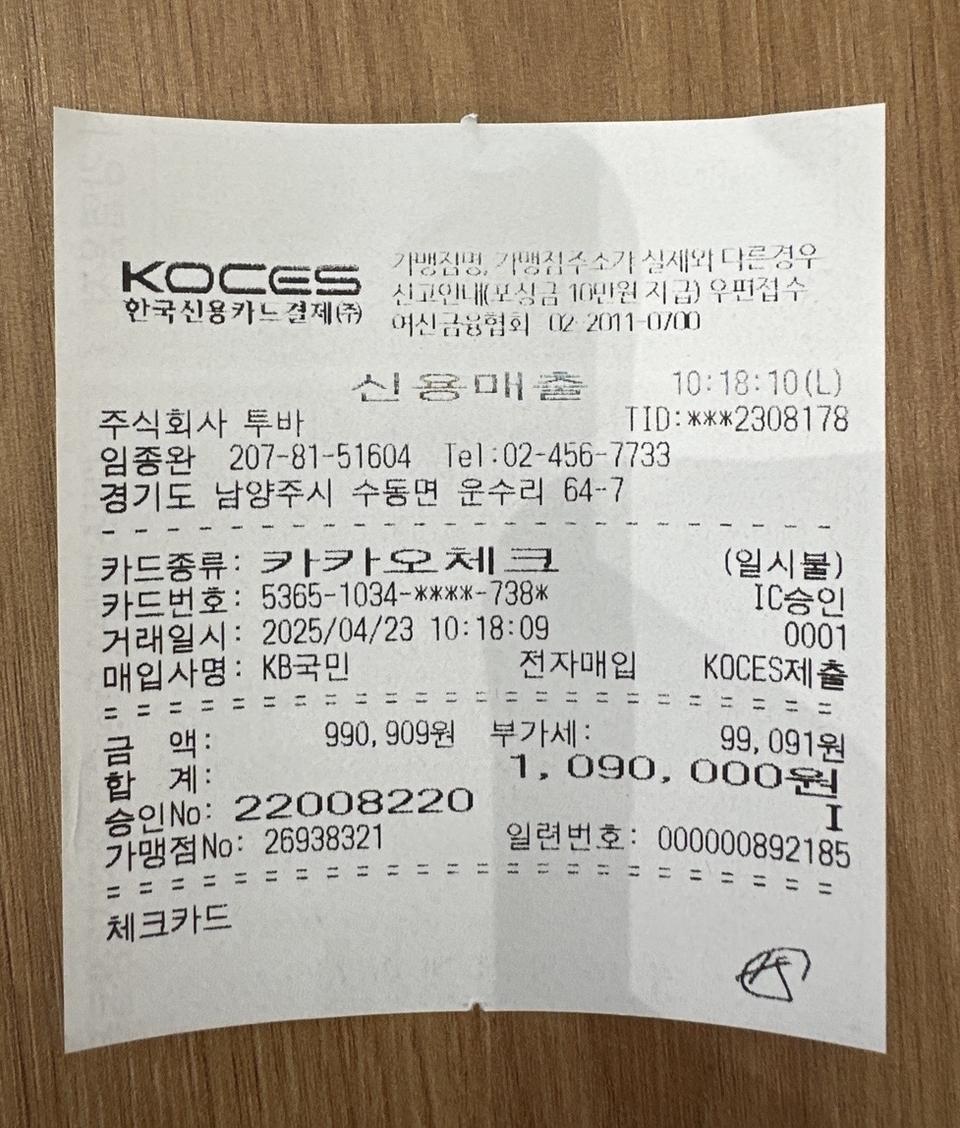 KOCES
한국신용카드결제(주)
가맹점명, 가맹점주소가 실제와 다른경우
신고안내(포상금 10만원 지급) 우편접수
여신금융협회 02-2011-0700
신용매출 10:18:10(L)
주식회사 투바 TID:***2308178
임종완 207-81-51604 Tel:02-456-7733
경기도 남양주시 수동면 운수리 64-7
카드종류: 카카오체크 (일시불)
카드번호: 5365-1034-****-738* IC승인
거래일시: 2025/04/23 10:18:09 0001
매입사명: KB국민 전자매입 KOCES제출
금 액: 990,909원 부가세: 99,091원
합 계: 1,090,000원
승인No: 22008220 I
가맹점No: 26938321 일련번호: 000000892185
체크카드